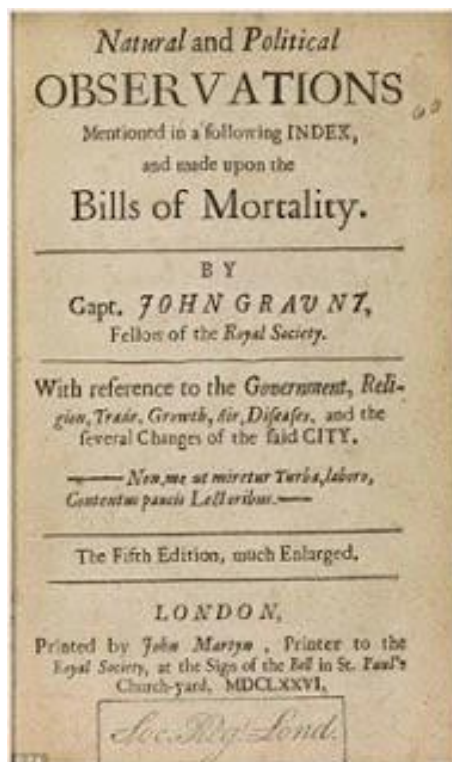 Natural and Political
OBSERVATIONS
Mentioned in a following INDEX,
and made upon the
Bills of Mortality.
BY
Capt. JOHN GRAUNT,
Fellow of the Royal Society.
With reference to the Government, Reli-
gion, Trade, Growth, Air, Diſeaſes, and the
ſeveral Changes of the ſaid CITY.
—— Non, me ut miretur Turba, laboro,
Contentus paucis Lectoribus. ——
The Fifth Edition, much Enlarged.
LONDON,
Printed by John Martyn, Printer to the
Royal Society, at the Sign of the Bell in St. Paul's
Church-yard. MDCLXXVI.
Soc. Reg. Lond.